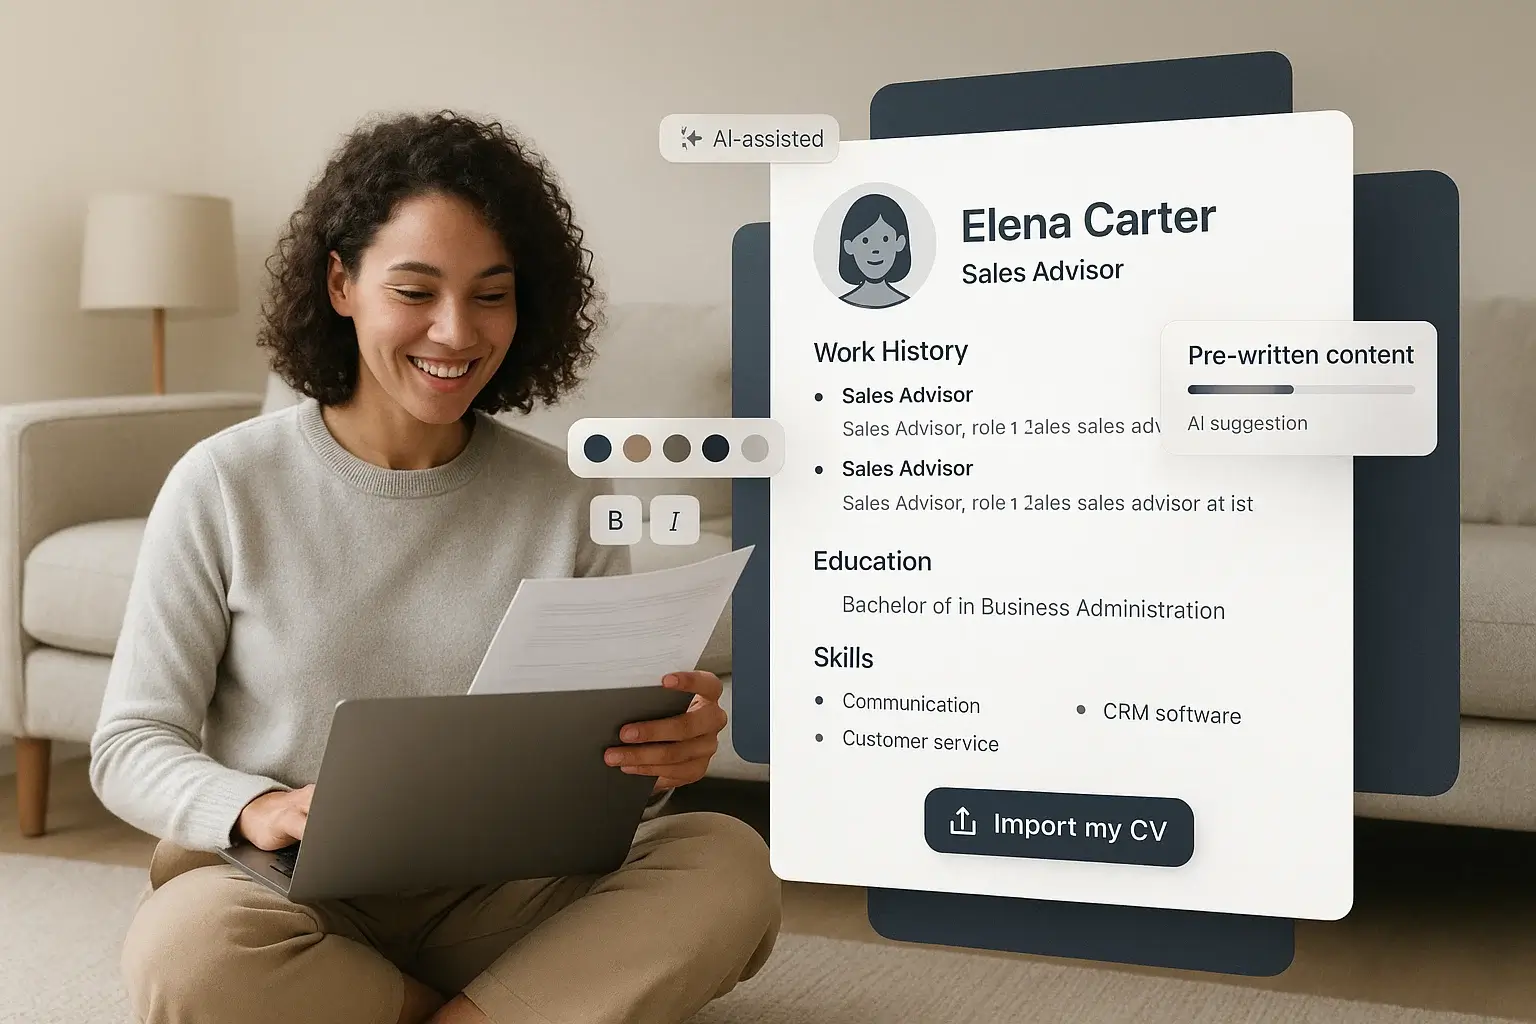 AI-assisted
Elena Carter
Sales Advisor
Work History
Sales Advisor
Sales Advisor, role 1 2ales sales adv
Pre-written content
AI suggestion
Sales Advisor
Sales Advisor, role 1 2ales sales advisor at ist
B I
Education
Bachelor of in Business Administration
Skills
Communication
CRM software
Customer service
Import my CV